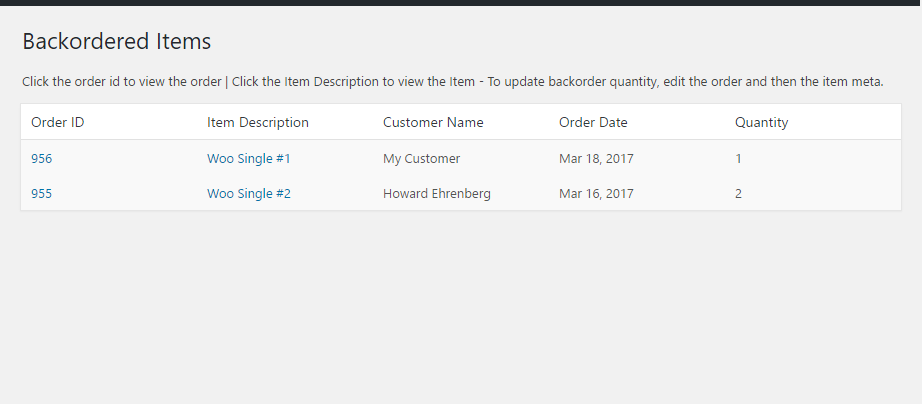 Backordered Items
Click the order id to view the order | Click the Item Description to view the Item - To update backorder quantity, edit the order and then the item meta.
Order ID Item Description Customer Name Order Date Quantity
956 Woo Single #1 My Customer Mar 18, 2017 1
955 Woo Single #2 Howard Ehrenberg Mar 16, 2017 2